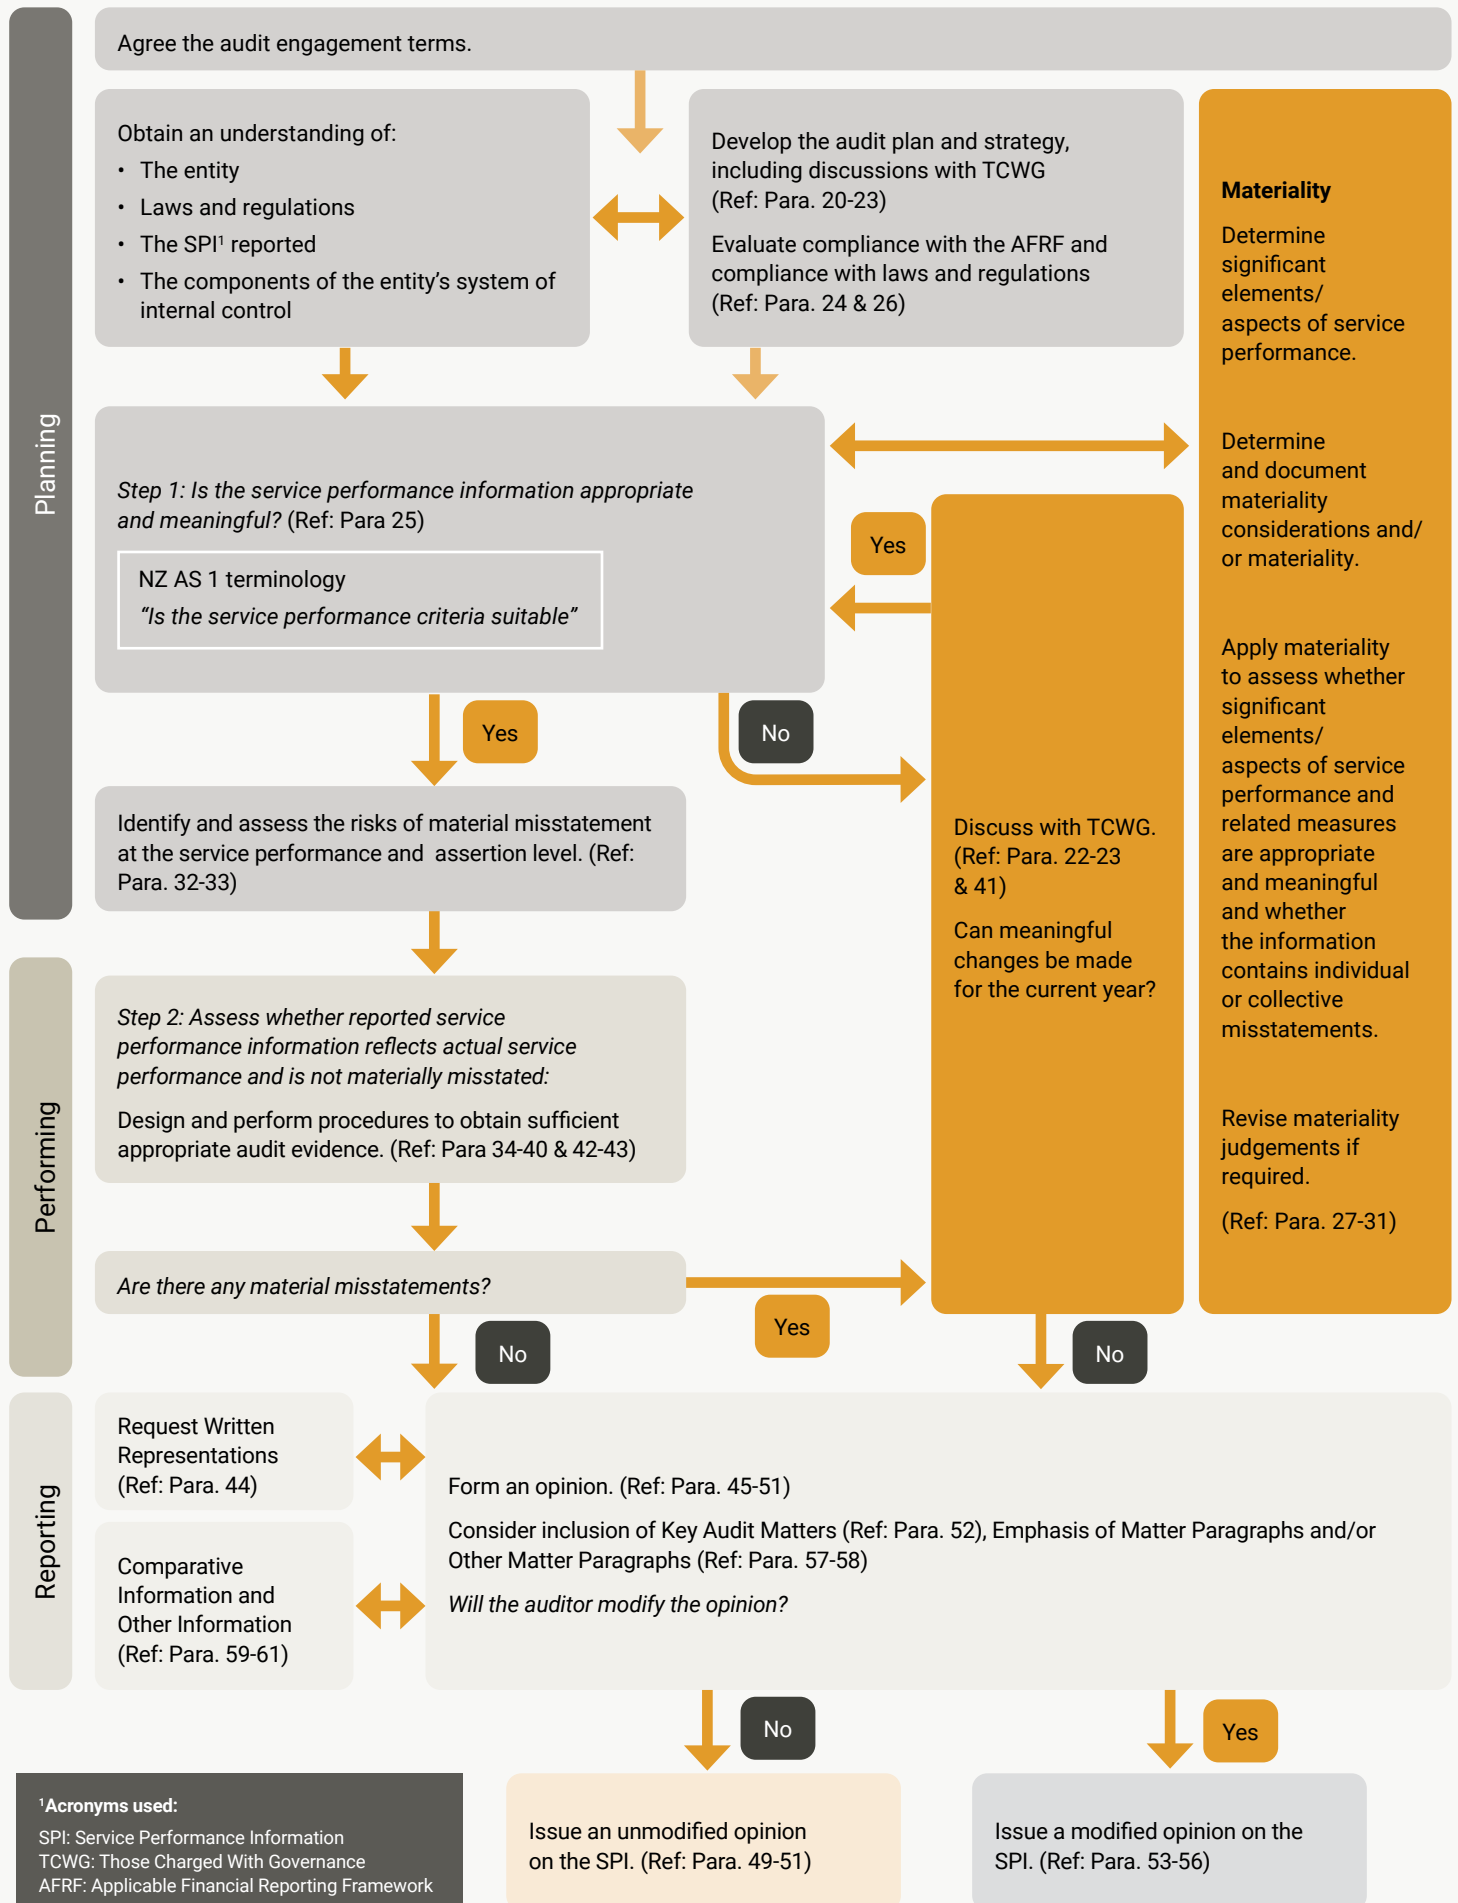 Planning
Agree the audit engagement terms.
Obtain an understanding of:
• The entity
• Laws and regulations
• The SPI¹ reported
• The components of the entity’s system of
internal control
Develop the audit plan and strategy,
including discussions with TCWG
(Ref: Para. 20-23)
Evaluate compliance with the AFRF and
compliance with laws and regulations
(Ref: Para. 24 & 26)
Materiality
Determine
significant
elements/
aspects of service
performance.
Determine
and document
materiality
considerations and/
or materiality.
Apply materiality
to assess whether
significant
elements/
aspects of service
performance and
related measures
are appropriate
and meaningful
and whether
the information
contains individual
or collective
misstatements.
Revise materiality
judgements if
required.
(Ref: Para. 27-31)
Step 1: Is the service performance information appropriate
and meaningful? (Ref: Para 25)
NZ AS 1 terminology
“Is the service performance criteria suitable”
Yes
Yes
No
Discuss with TCWG.
(Ref: Para. 22-23
& 41)
Can meaningful
changes be made
for the current year?
Identify and assess the risks of material misstatement
at the service performance and assertion level. (Ref:
Para. 32-33)
Performing
Step 2: Assess whether reported service
performance information reflects actual service
performance and is not materially misstated:
Design and perform procedures to obtain sufficient
appropriate audit evidence. (Ref: Para 34-40 & 42-43)
Are there any material misstatements?
Yes
No
No
Reporting
Request Written
Representations
(Ref: Para. 44)
Comparative
Information and
Other Information
(Ref: Para. 59-61)
Form an opinion. (Ref: Para. 45-51)
Consider inclusion of Key Audit Matters (Ref: Para. 52), Emphasis of Matter Paragraphs and/or
Other Matter Paragraphs (Ref: Para. 57-58)
Will the auditor modify the opinion?
No
Yes
Issue an unmodified opinion
on the SPI. (Ref: Para. 49-51)
Issue a modified opinion on the
SPI. (Ref: Para. 53-56)
¹Acronyms used:
SPI: Service Performance Information
TCWG: Those Charged With Governance
AFRF: Applicable Financial Reporting Framework